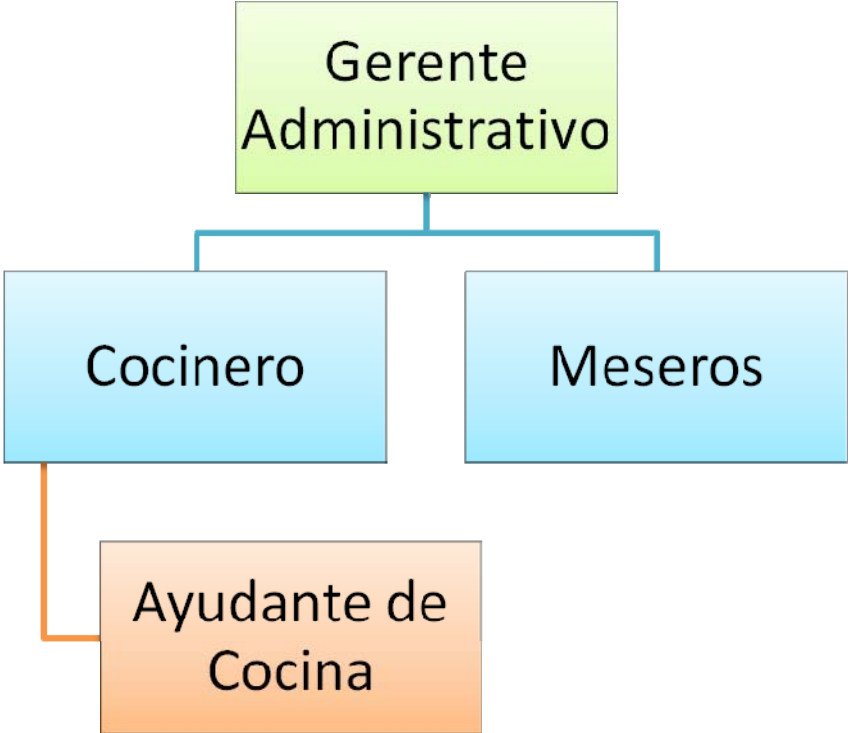 Gerente
Administrativo
Cocinero
Meseros
Ayudante de
Cocina